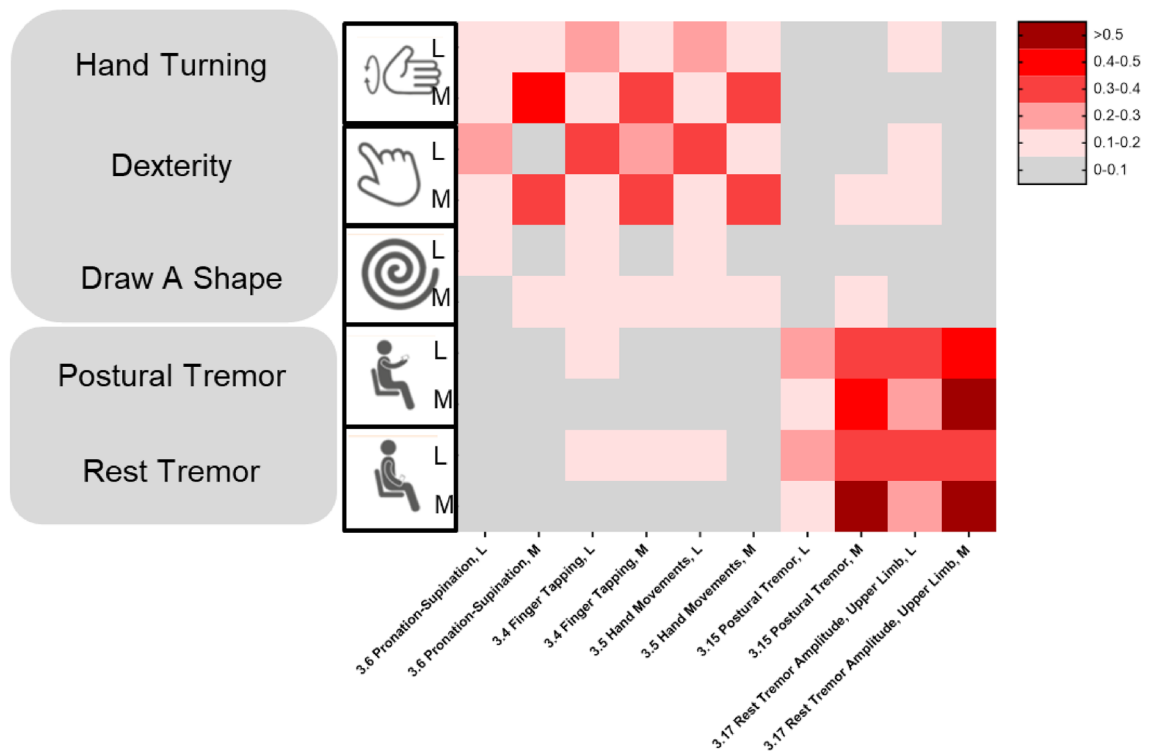 Hand Turning
Dexterity
Draw A Shape
Postural Tremor
Rest Tremor
L
M
L
M
L
M
L
M
L
M
>0.5
0.4-0.5
0.3-0.4
0.2-0.3
0.1-0.2
0-0.1
3.6 Pronation-Supination, L
3.6 Pronation-Supination, M
3.4 Finger Tapping, L
3.4 Finger Tapping, M
3.5 Hand Movements, L
3.5 Hand Movements, M
3.15 Postural Tremor, L
3.15 Postural Tremor, M
3.17 Rest Tremor Amplitude, Upper Limb, L
3.17 Rest Tremor Amplitude, Upper Limb, M